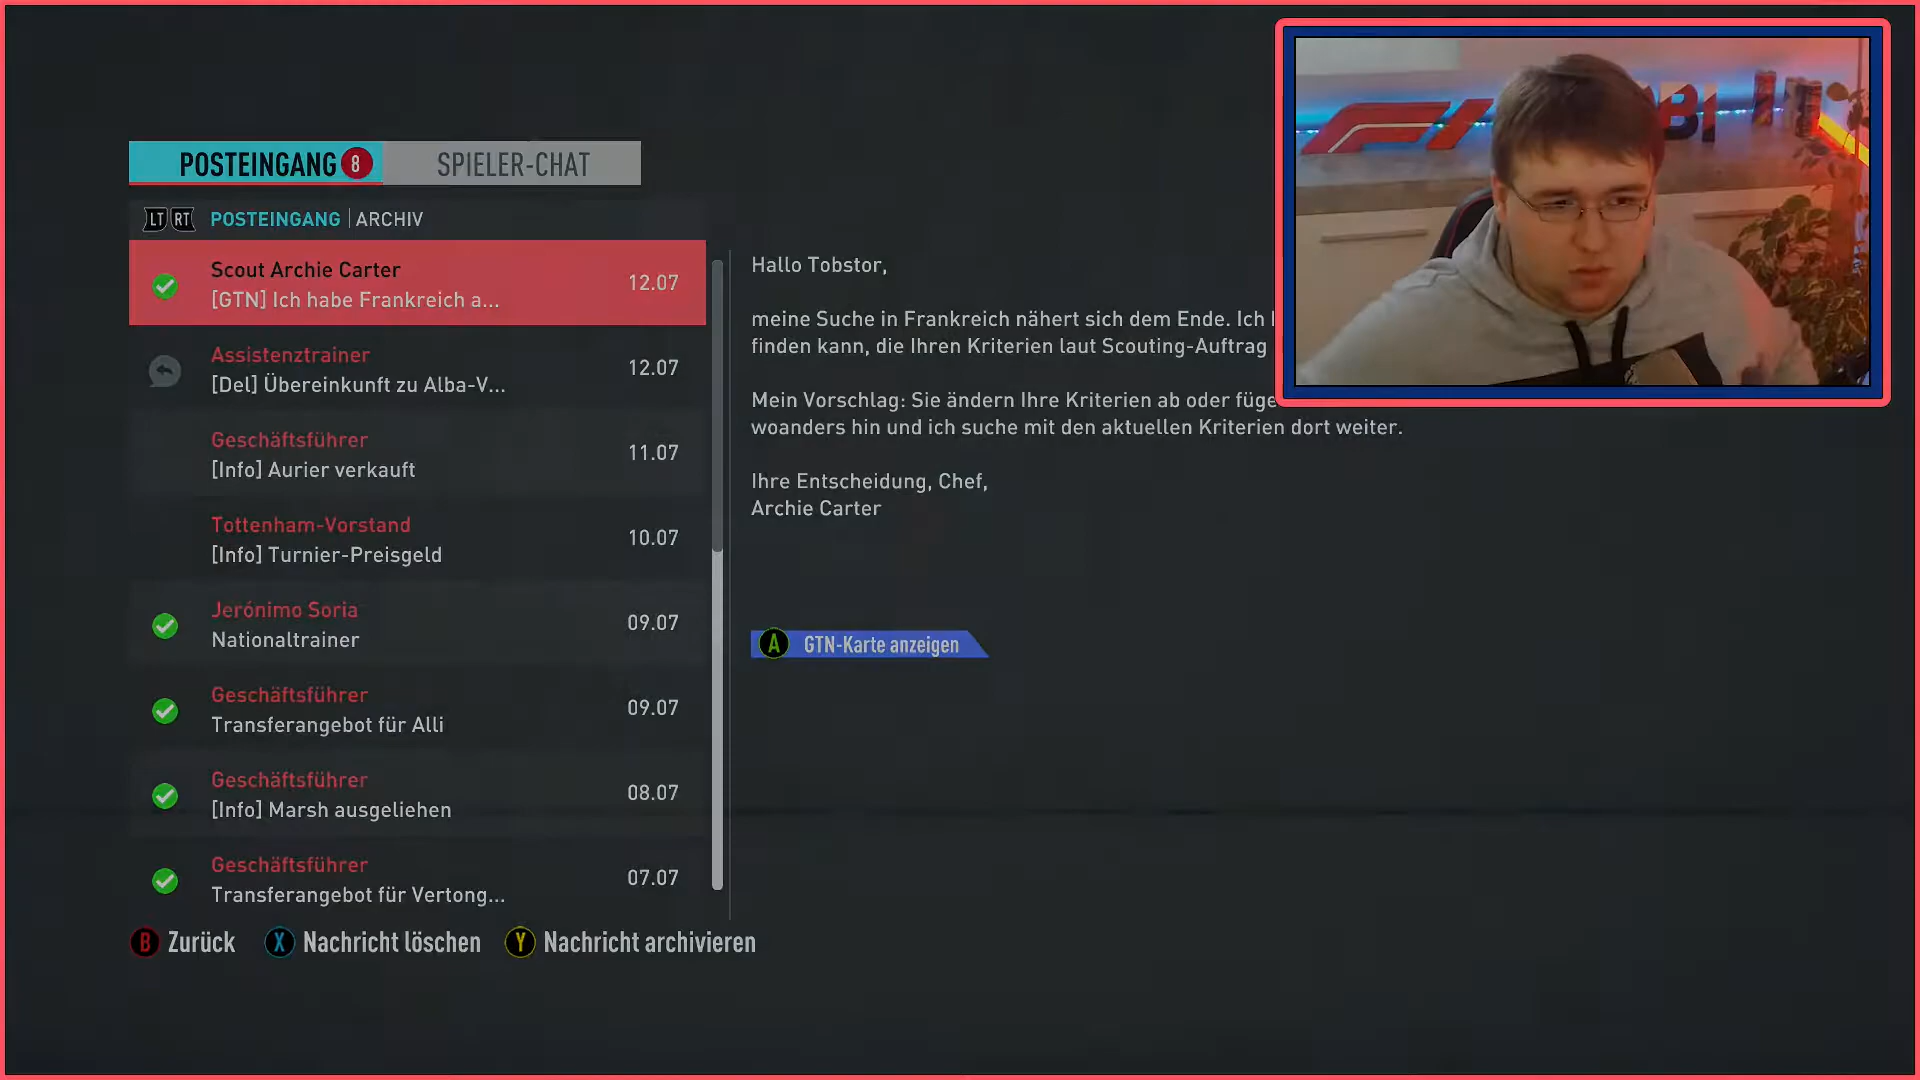 POSTEINGANG 8 SPIELER-CHAT
LT RT POSTEINGANG | ARCHIV
Scout Archie Carter
[GTN] Ich habe Frankreich a...
12.07
Assistenztrainer
[Del] Übereinkunft zu Alba-V...
12.07
Geschäftsführer
[Info] Aurier verkauft
11.07
Tottenham-Vorstand
[Info] Turnier-Preisgeld
10.07
Jerónimo Soria
Nationaltrainer
09.07
Geschäftsführer
Transferangebot für Alli
09.07
Geschäftsführer
[Info] Marsh ausgeliehen
08.07
Geschäftsführer
Transferangebot für Vertong...
07.07
Hallo Tobstor,
meine Suche in Frankreich nähert sich dem Ende. Ich
finden kann, die Ihren Kriterien laut Scouting-Auftrag
Mein Vorschlag: Sie ändern Ihre Kriterien ab oder füge
woanders hin und ich suche mit den aktuellen Kriterien dort weiter.
Ihre Entscheidung, Chef,
Archie Carter
A GTN-Karte anzeigen
B Zurück X Nachricht löschen Y Nachricht archivieren
F1